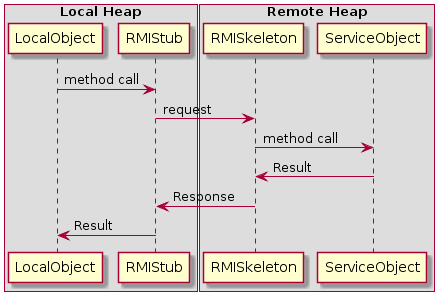 Local Heap
Remote Heap
LocalObject
RMIStub
RMISkeleton
ServiceObject
method call
request
method call
Result
Response
Result
LocalObject
RMIStub
RMISkeleton
ServiceObject